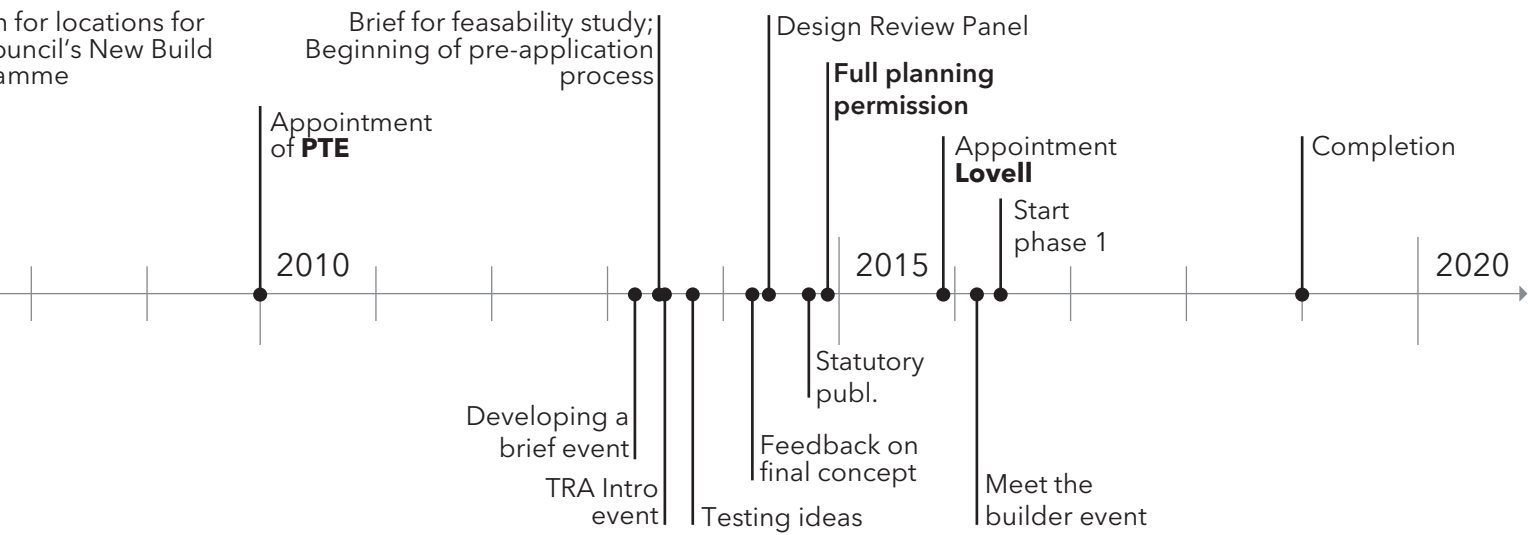 for locations for
New Build
Brief for feasability study;
Beginning of pre-application
process
Design Review Panel
Full planning
permission
Appointment
of PTE
Appointment
Lovell
Completion
Start
phase 1
2010
2015
2020
Statutory
publ.
Developing a
brief event
Feedback on
final concept
TRA Intro
event
Testing ideas
Meet the
builder event